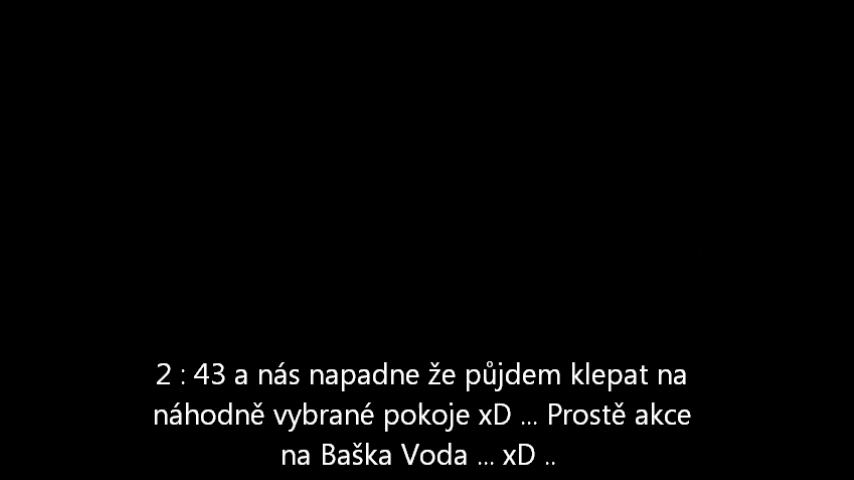 2 : 43 a nás napadne že půjdem klepat na
náhodně vybrané pokoje xD ... Prostě akce
na Baška Voda ... xD ..